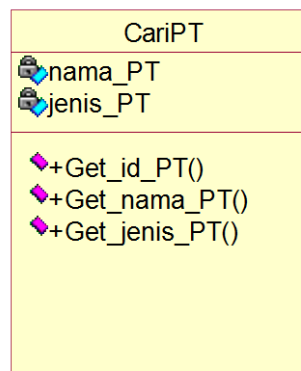 CariPT
nama_PT
jenis_PT
+Get_id_PT()
+Get_nama_PT()
+Get_jenis_PT()